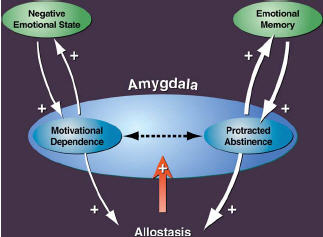 Negative
Emotional State
Emotional
Memory
+
+
+
+
Amygdala
Motivational
Dependence
Protracted
Abstinence
+
+
+
Allostasis